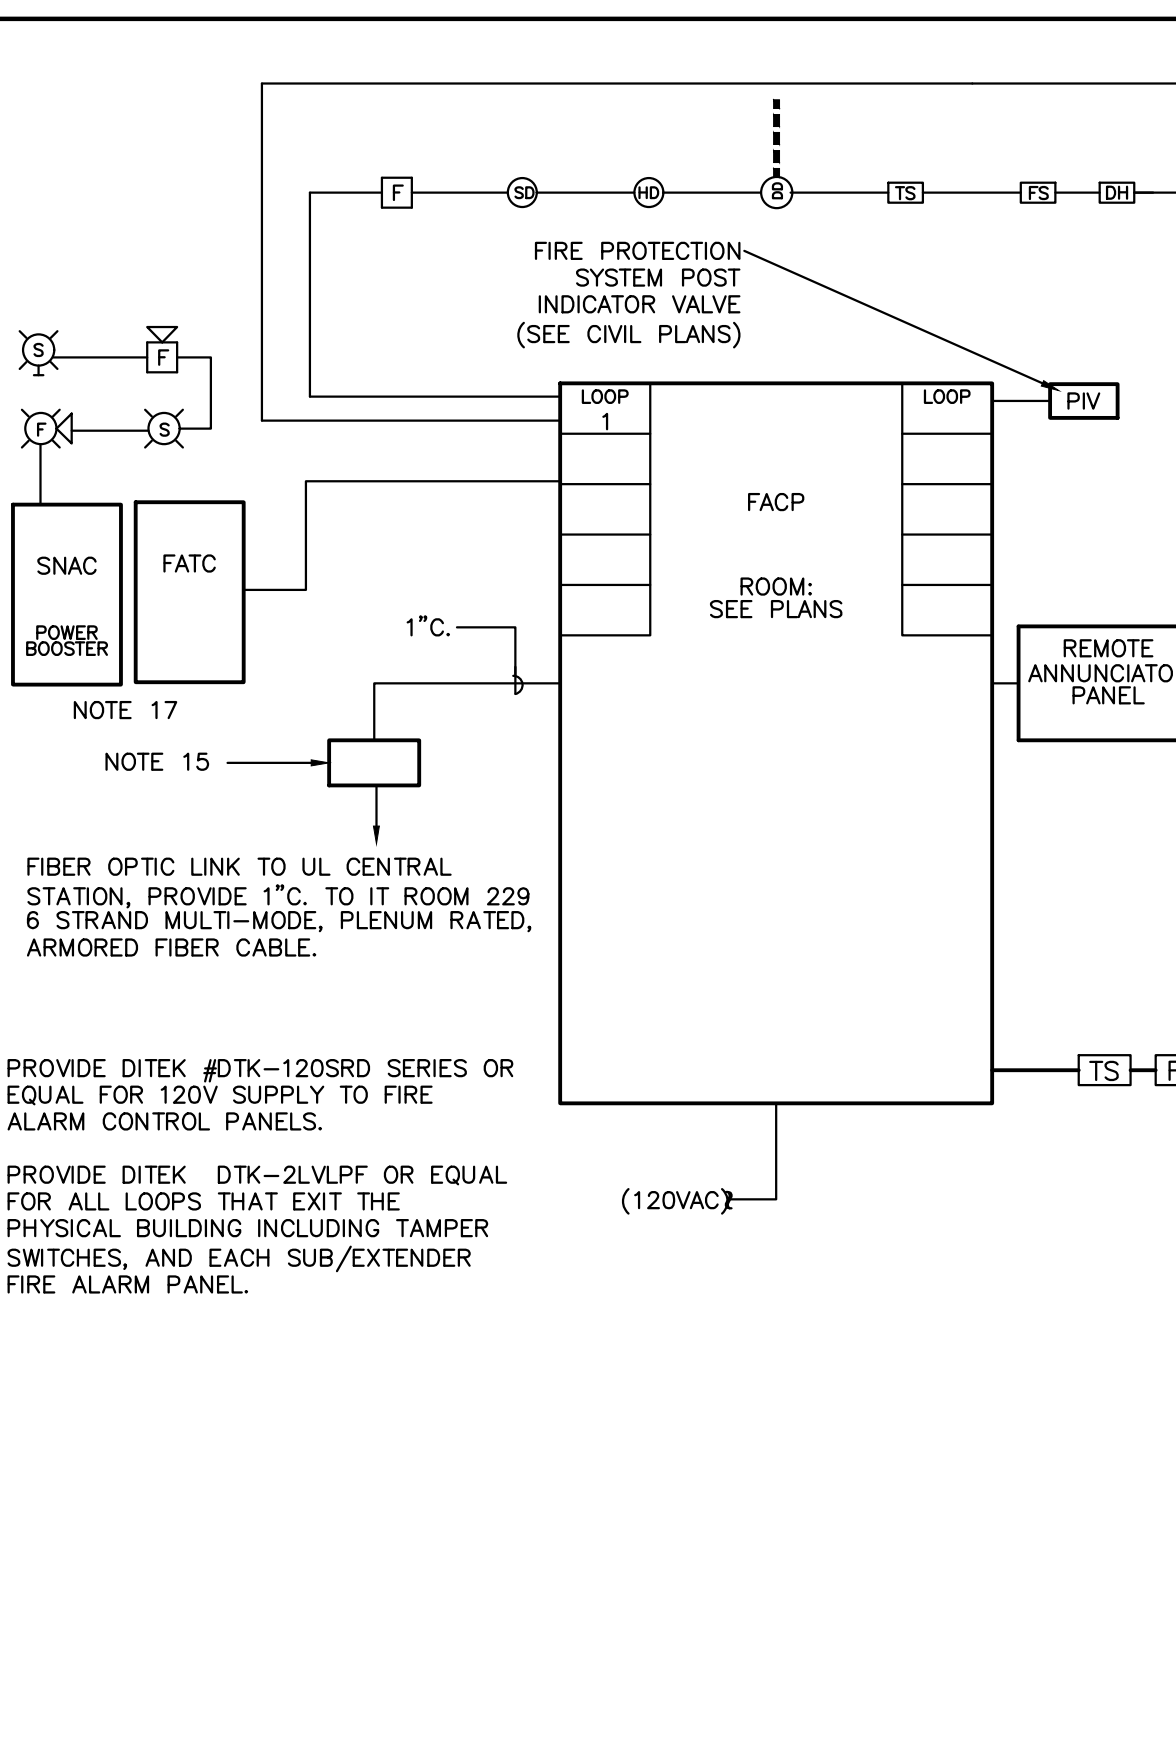 F SD HD DD TS FS DH
FIRE PROTECTION
SYSTEM POST
INDICATOR VALVE
(SEE CIVIL PLANS)
S F
F S
LOOP
1
LOOP
PIV
FACP
ROOM:
SEE PLANS
SNAC
POWER
BOOSTER
FATC
NOTE 17
1"C.
NOTE 15
REMOTE
ANNUNCIATO
PANEL
FIBER OPTIC LINK TO UL CENTRAL
STATION, PROVIDE 1"C. TO IT ROOM 229
6 STRAND MULTI-MODE, PLENUM RATED,
ARMORED FIBER CABLE.
TS F
PROVIDE DITEK #DTK-120SRD SERIES OR
EQUAL FOR 120V SUPPLY TO FIRE
ALARM CONTROL PANELS.
PROVIDE DITEK DTK-2LVLPF OR EQUAL
FOR ALL LOOPS THAT EXIT THE
PHYSICAL BUILDING INCLUDING TAMPER
SWITCHES, AND EACH SUB/EXTENDER
FIRE ALARM PANEL.
(120VAC)